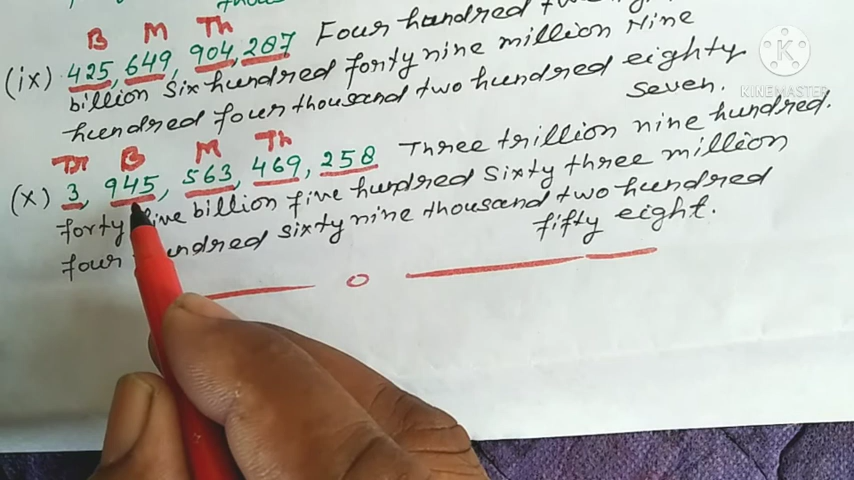 thous
B M Th
(ix) 425,649,904,287 Four hundred
billion six hundred forty nine million Nine
hundred four thousand two hundred eighty
seven.
Tr B M Th
(x) 3, 945, 563, 469, 258 Three trillion nine hundred
forty five billion five hundred sixty three million
four hundred sixty nine thousand two hundred
fifty eight.
KINEMASTER